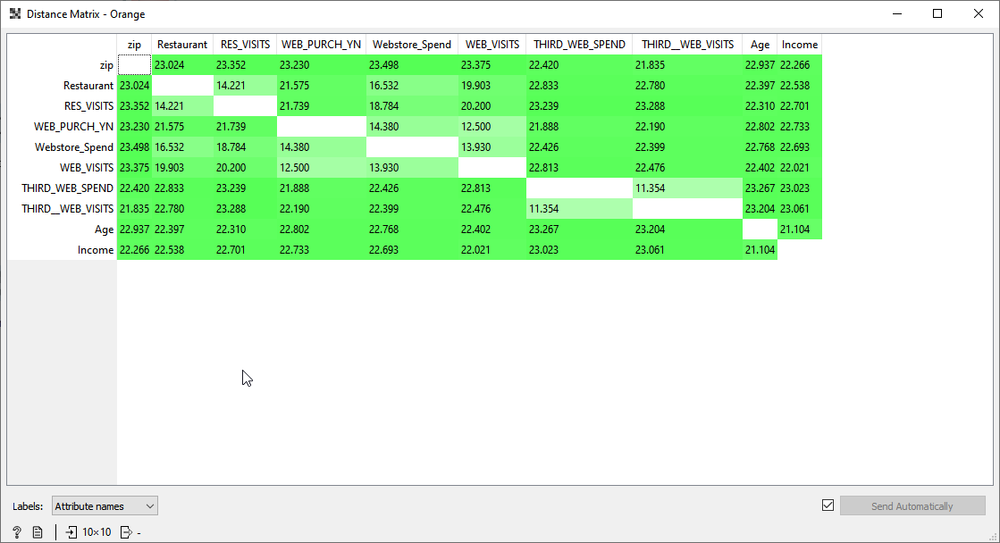 Distance Matrix - Orange
zip Restaurant RES_VISITS WEB_PURCH_YN Webstore_Spend WEB_VISITS THIRD_WEB_SPEND THIRD__WEB_VISITS Age Income
zip 23.024 23.352 23.230 23.498 23.375 22.420 21.835 22.937 22.266
Restaurant 23.024 14.221 21.575 16.532 19.903 22.833 22.780 22.397 22.538
RES_VISITS 23.352 14.221 21.739 18.784 20.200 23.239 23.288 22.310 22.701
WEB_PURCH_YN 23.230 21.575 21.739 14.380 12.500 21.888 22.190 22.802 22.733
Webstore_Spend 23.498 16.532 18.784 14.380 13.930 22.426 22.399 22.768 22.693
WEB_VISITS 23.375 19.903 20.200 12.500 13.930 22.813 22.476 22.402 22.021
THIRD_WEB_SPEND 22.420 22.833 23.239 21.888 22.426 22.813 11.354 23.267 23.023
THIRD__WEB_VISITS 21.835 22.780 23.288 22.190 22.399 22.476 11.354 23.204 23.061
Age 22.937 22.397 22.310 22.802 22.768 22.402 23.267 23.204 21.104
Income 22.266 22.538 22.701 22.733 22.693 22.021 23.023 23.061 21.104
Labels: Attribute names Send Automatically
? 10×10 -